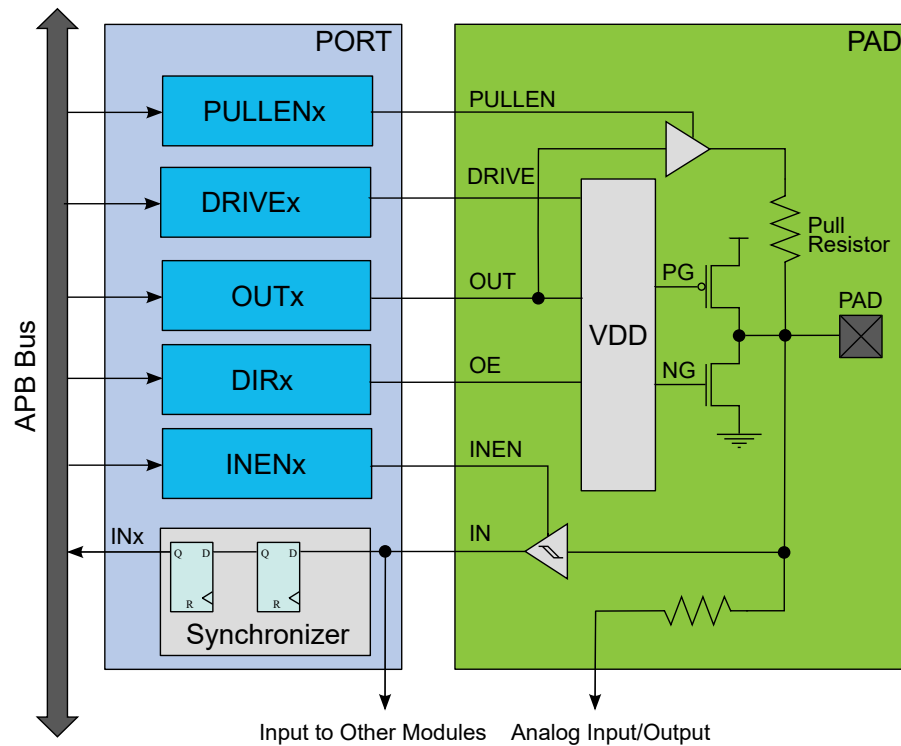 PORT
PAD
APB Bus
PULLENx
PULLEN
DRIVEx
DRIVE
Pull
Resistor
OUTx
OUT
VDD
PG
PAD
DIRx
OE
NG
INENx
INEN
INx
Q D
R
Q D
R
IN
Synchronizer
Input to Other Modules
Analog Input/Output